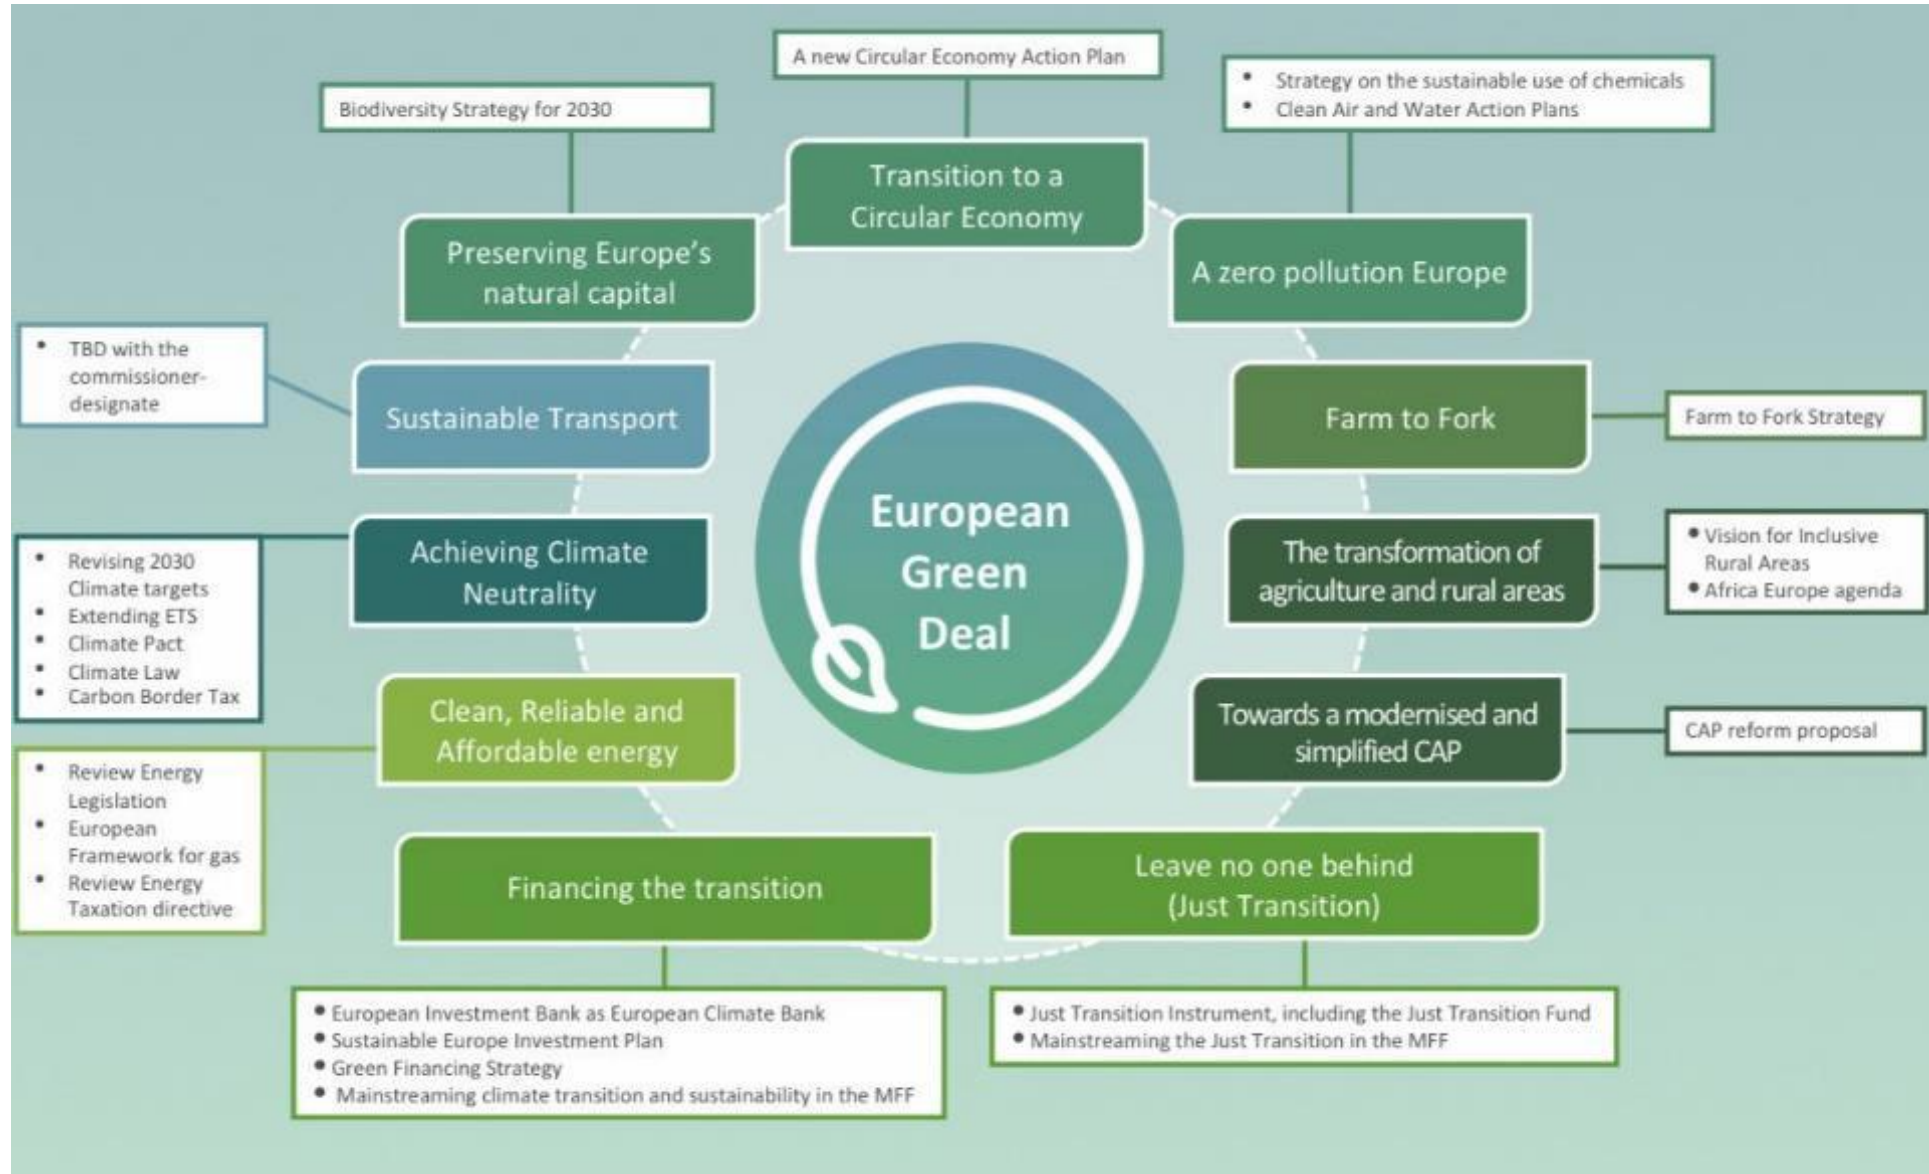 A new Circular Economy Action Plan
Biodiversity Strategy for 2030
• Strategy on the sustainable use of chemicals
• Clean Air and Water Action Plans
Transition to a
Circular Economy
Preserving Europe's
natural capital
A zero pollution Europe
• TBD with the
commissioner-
designate
Sustainable Transport
Farm to Fork
Farm to Fork Strategy
European
Green
Deal
Achieving Climate
Neutrality
• Revising 2030
Climate targets
• Extending ETS
• Climate Pact
• Climate Law
• Carbon Border Tax
The transformation of
agriculture and rural areas
• Vision for Inclusive
Rural Areas
• Africa Europe agenda
Clean, Reliable and
Affordable energy
• Review Energy
Legislation
• European
Framework for gas
• Review Energy
Taxation directive
Towards a modernised and
simplified CAP
CAP reform proposal
Financing the transition
• European Investment Bank as European Climate Bank
• Sustainable Europe Investment Plan
• Green Financing Strategy
• Mainstreaming climate transition and sustainability in the MFF
Leave no one behind
(Just Transition)
• Just Transition Instrument, including the Just Transition Fund
• Mainstreaming the Just Transition in the MFF